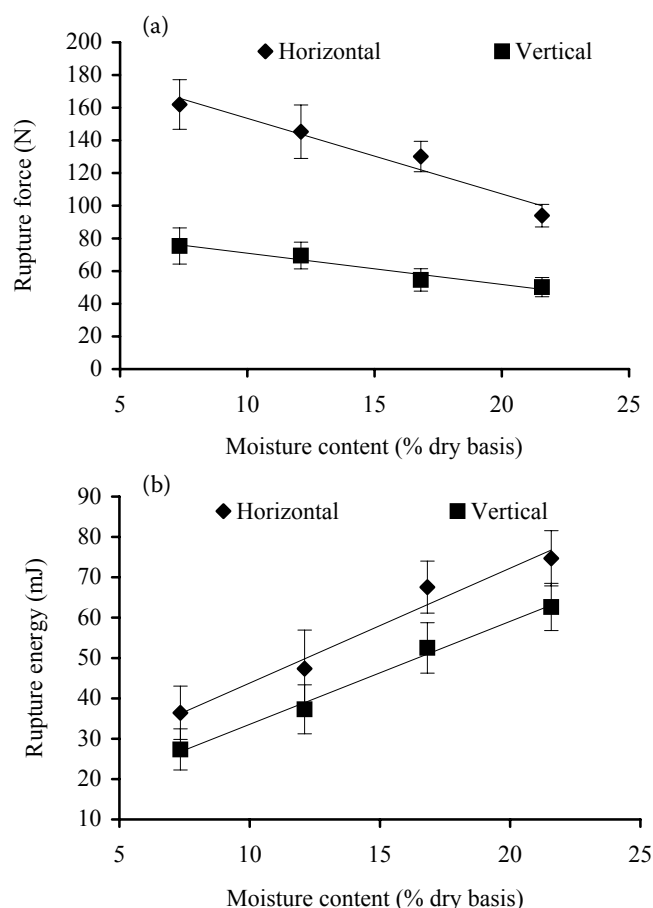 (a)
Horizontal Vertical
Rupture force (N)
200
180
160
140
120
100
80
60
40
20
0
5 10 15 20 25
Moisture content (% dry basis)
(b)
Horizontal Vertical
Rupture energy (mJ)
90
80
70
60
50
40
30
20
10
5 10 15 20 25
Moisture content (% dry basis)